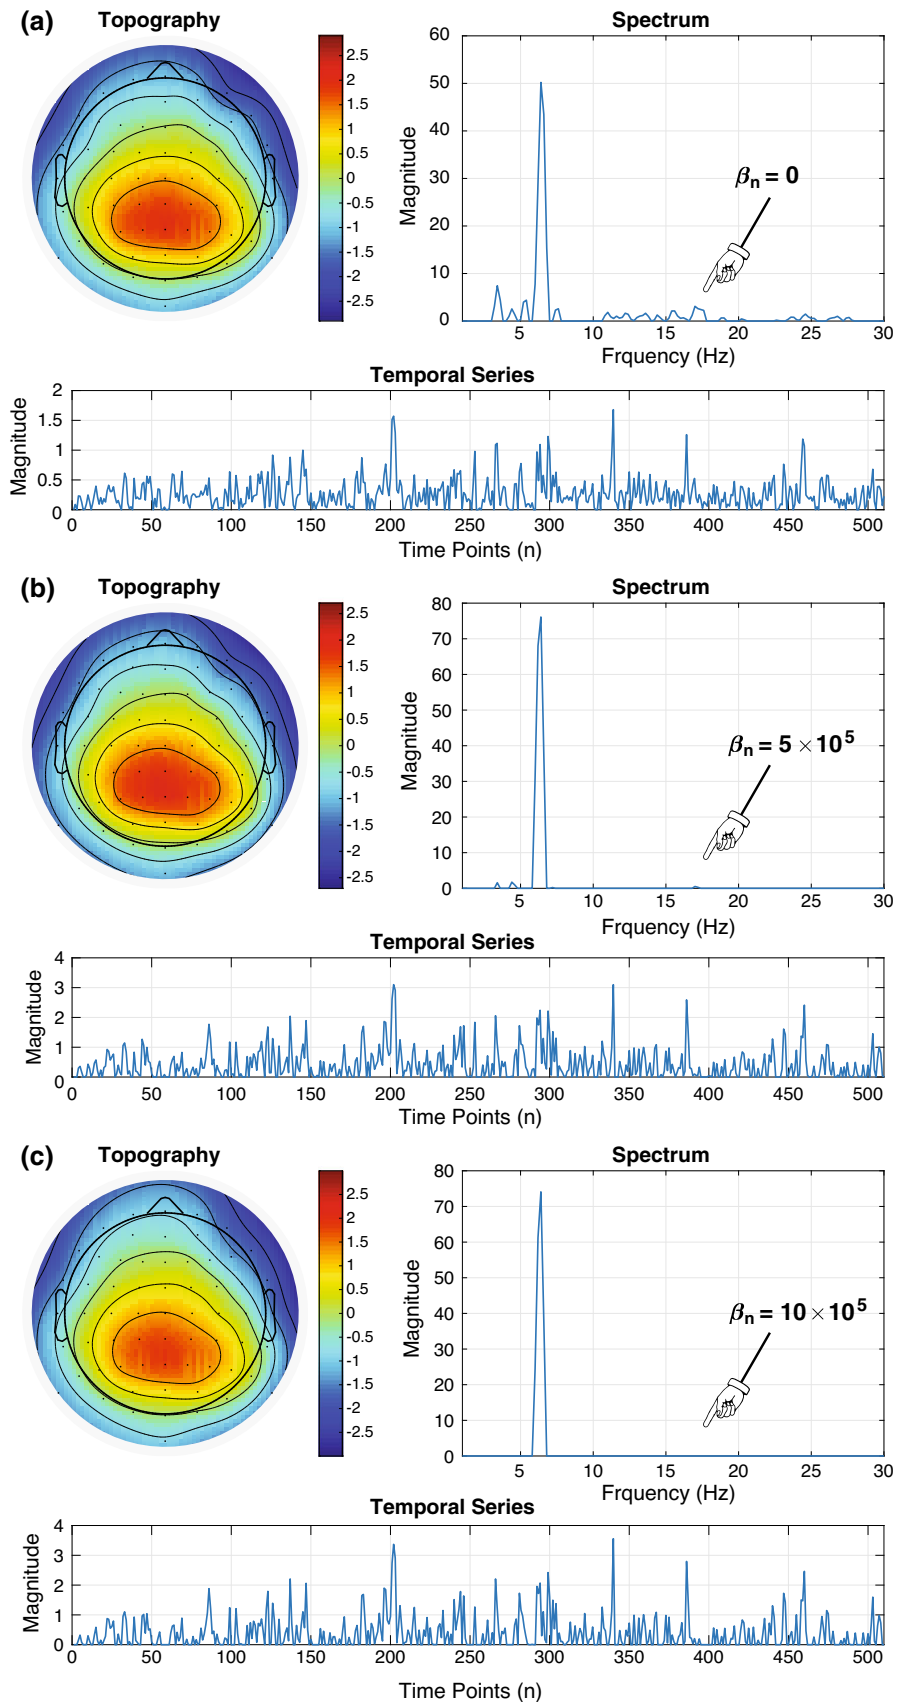 (a)
Topography
2.5
2
1.5
1
0.5
0
-0.5
-1
-1.5
-2
-2.5
Spectrum
Magnitude
60
50
40
30
20
10
0
βn = 0
5 10 15 20 25 30
Frquency (Hz)
Temporal Series
Magnitude
2
1.5
1
0.5
0
0 50 100 150 200 250 300 350 400 450 500
Time Points (n)
(b)
Topography
2.5
2
1.5
1
0.5
0
-0.5
-1
-1.5
-2
-2.5
Spectrum
Magnitude
80
70
60
50
40
30
20
10
0
βn = 5 × 10⁵
5 10 15 20 25 30
Frquency (Hz)
Temporal Series
Magnitude
4
3
2
1
0
0 50 100 150 200 250 300 350 400 450 500
Time Points (n)
(c)
Topography
2.5
2
1.5
1
0.5
0
-0.5
-1
-1.5
-2
-2.5
Spectrum
Magnitude
80
70
60
50
40
30
20
10
0
βn = 10 × 10⁵
5 10 15 20 25 30
Frquency (Hz)
Temporal Series
Magnitude
4
3
2
1
0
0 50 100 150 200 250 300 350 400 450 500
Time Points (n)